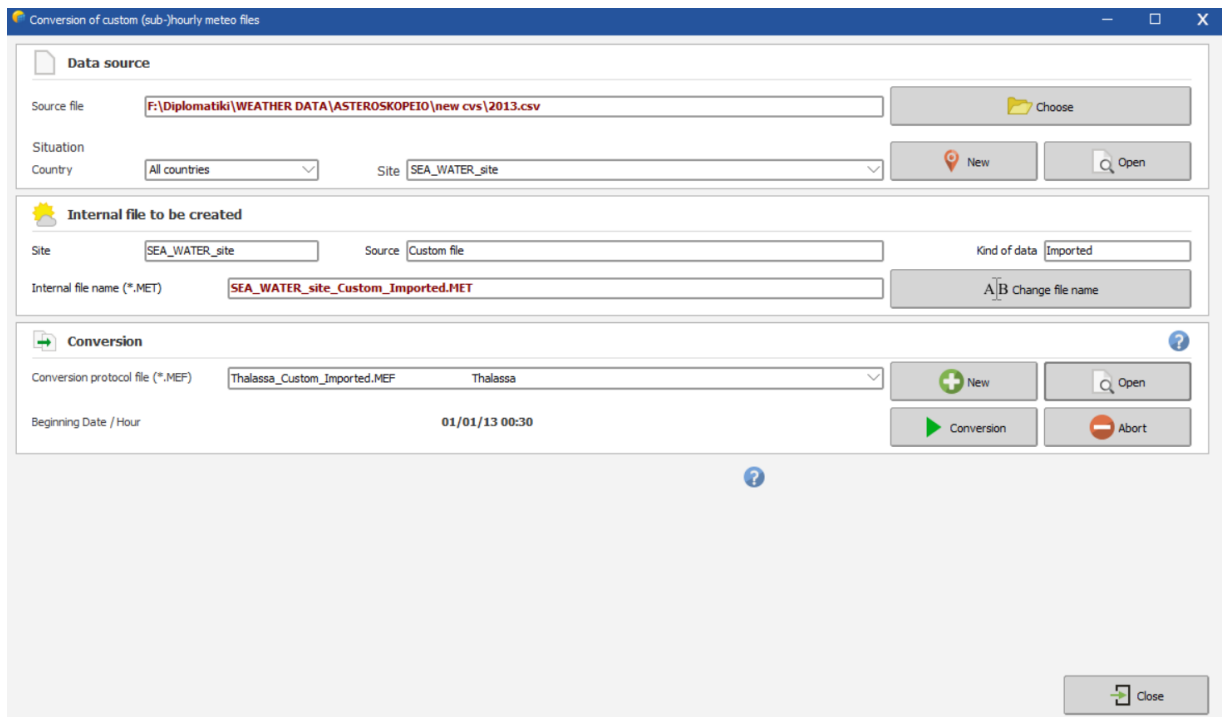 Conversion of custom (sub-)hourly meteo files
X
Data source
Source file F:\Diplomatiki\WEATHER DATA\ASTEROSKOPEIO\new cvs\2013.csv Choose
Situation
Country All countries Site SEA_WATER_site New Open
Internal file to be created
Site SEA_WATER_site Source Custom file Kind of data Imported
Internal file name (*.MET) SEA_WATER_site_Custom_Imported.MET A B Change file name
Conversion ?
Conversion protocol file (*.MEF) Thalassa_Custom_Imported.MEF Thalassa New Open
Beginning Date / Hour 01/01/13 00:30 Conversion Abort
?
Close